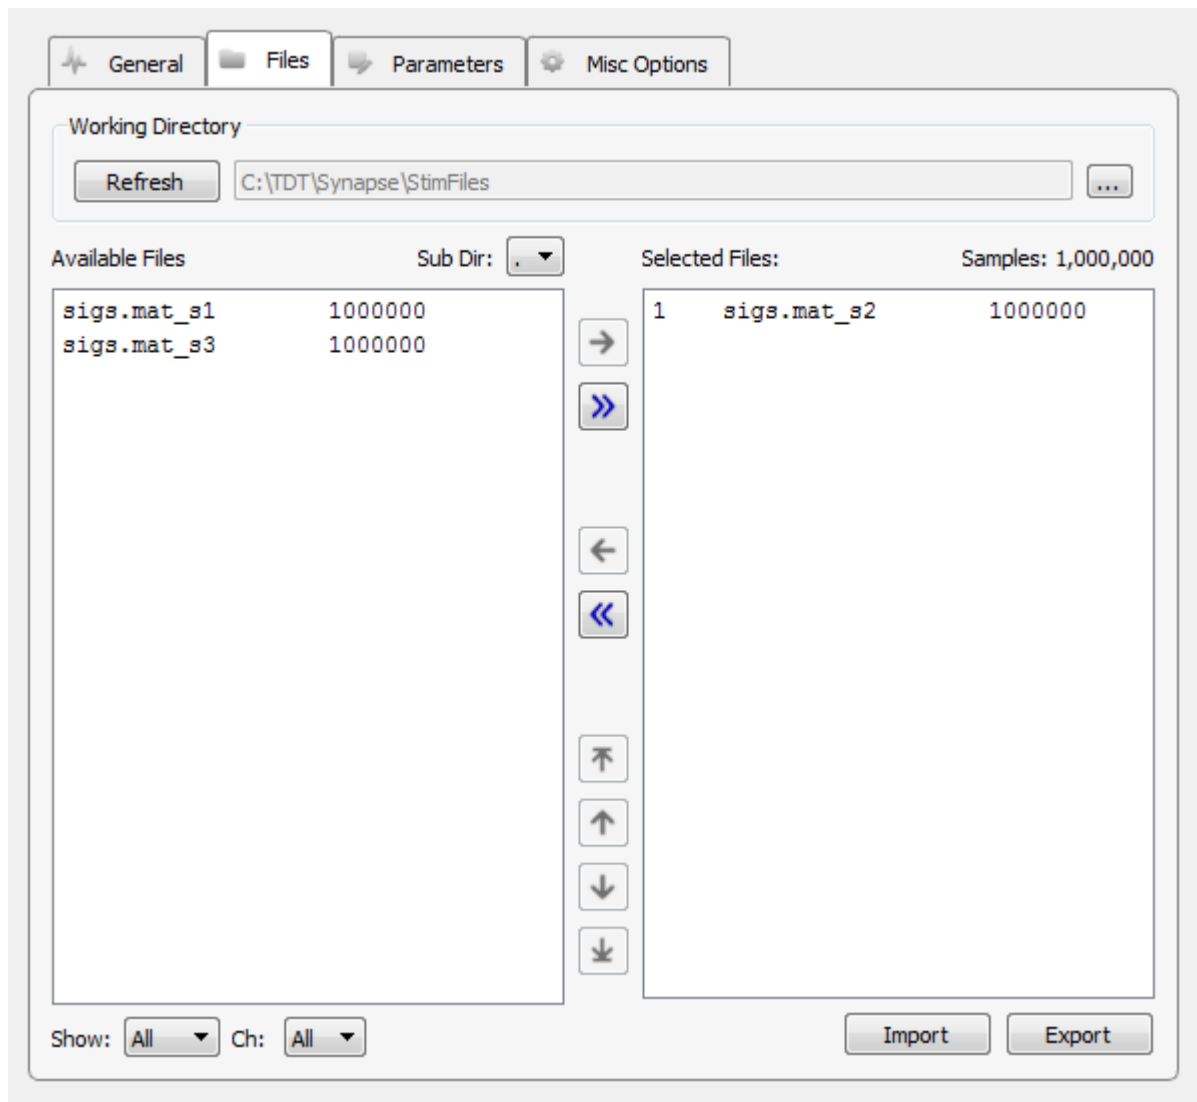 General Files Parameters Misc Options
Working Directory
Refresh C:\TDT\Synapse\StimFiles ...
Available Files Sub Dir: . Selected Files: Samples: 1,000,000
sigs.mat_s1 1000000 1 sigs.mat_s2 1000000
sigs.mat_s3 1000000
Show: All Ch: All Import Export